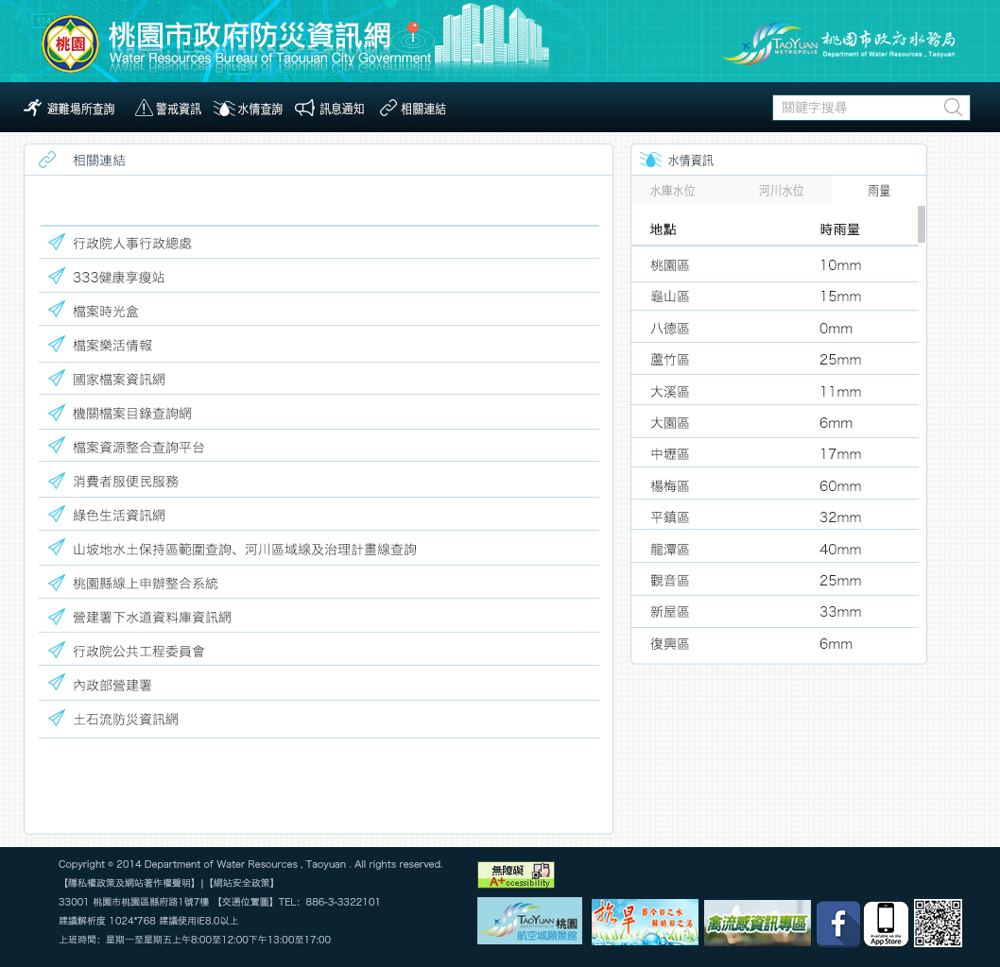 桃園
桃園市政府防災資訊網
Water Resources Bureau of Taouuan City Government
TAOYUAN
METROPOLIS
桃園市政府水務局
Department of Water Resources , Taoyuan
避難場所查詢 警戒資訊 水情查詢 訊息通知 相關連結
關鍵字搜尋
相關連結
行政院人事行政總處
333健康享瘦站
檔案時光盒
檔案樂活情報
國家檔案資訊網
機關檔案目錄查詢網
檔案資源整合查詢平台
消費者服便民服務
綠色生活資訊網
山坡地水土保持區範圍查詢、河川區域線及治理計畫線查詢
桃園縣線上申辦整合系統
營建署下水道資料庫資訊網
行政院公共工程委員會
內政部營建署
土石流防災資訊網
水情資訊
水庫水位 河川水位 雨量
地點 時雨量
桃園區 10mm
龜山區 15mm
八德區 0mm
蘆竹區 25mm
大溪區 11mm
大園區 6mm
中壢區 17mm
楊梅區 60mm
平鎮區 32mm
龍潭區 40mm
觀音區 25mm
新屋區 33mm
復興區 6mm
Copyright © 2014 Department of Water Resources , Taoyuan . All rights reserved.
【隱私權政策及網站著作權聲明】|【網站安全政策】
33001 桃園市桃園區縣府路1號7樓 【交通位置圖】TEL：886-3-3322101
建議解析度 1024*768 建議使用IE8.0以上
上班時間：星期一至星期五上午8:00至12:00下午13:00至17:00
無障礙
A+ccessibility
TAOYUAN 桃園
航空城願景館
抗旱 節今日之水
解明日之渴
禽流感資訊專區
f
Available on the
App Store